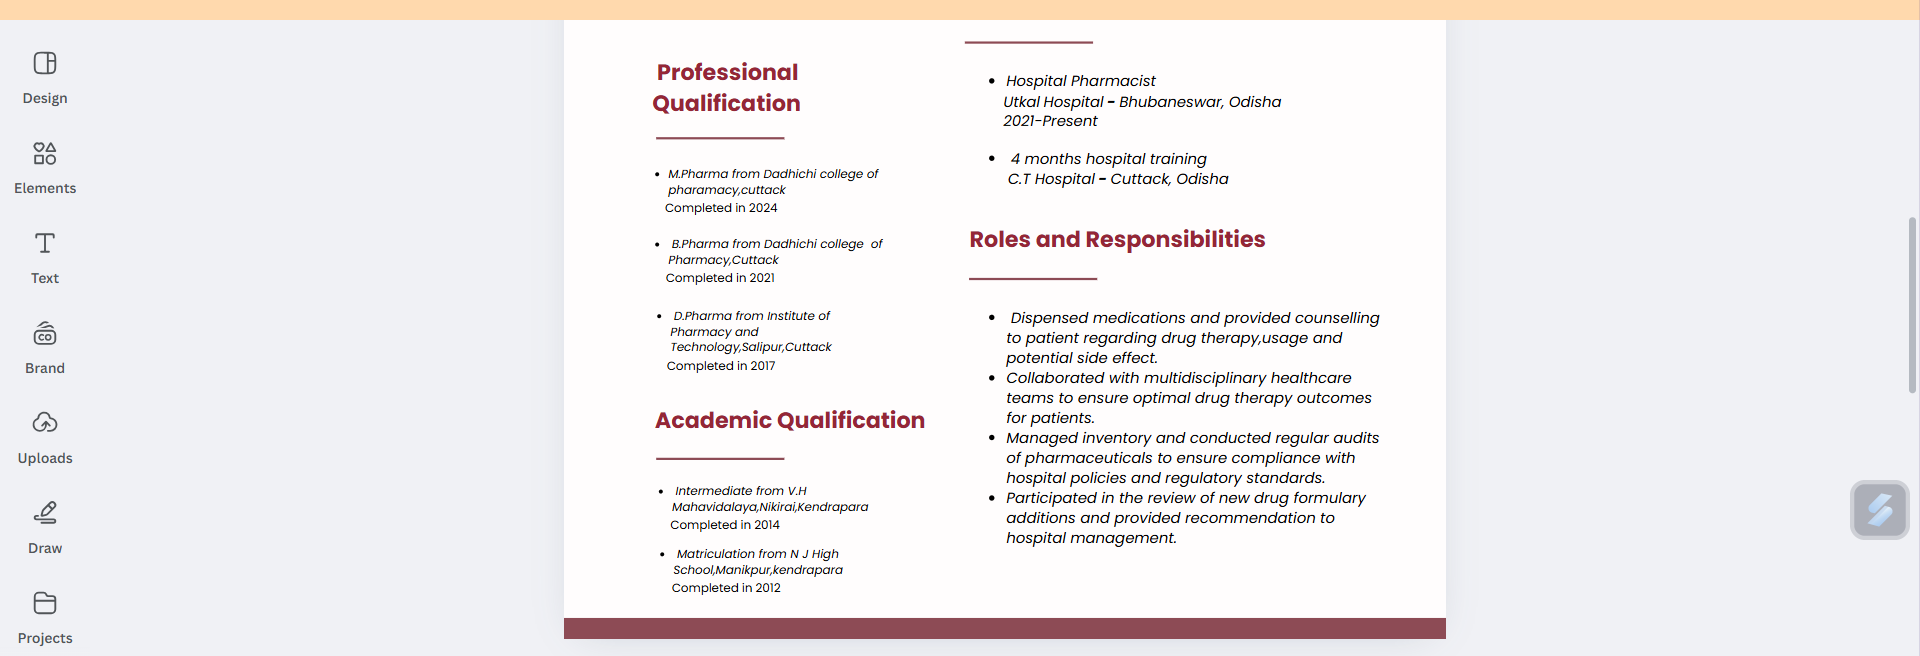 Design
Elements
Text
Brand
CO
Uploads
Draw
Projects
Professional
Qualification
M.Pharma from Dadhichi college of
pharamacy,cuttack
Completed in 2024
B.Pharma from Dadhichi college  of
Pharmacy,Cuttack
Completed in 2021
D.Pharma from Institute of
Pharmacy and
Technology,Salipur,Cuttack
Completed in 2017
Academic Qualification
Intermediate from V.H
Mahavidalaya,Nikirai,Kendrapara
Completed in 2014
Matriculation from N J High
School,Manikpur,kendrapara
Completed in 2012
Hospital Pharmacist
Utkal Hospital – Bhubaneswar, Odisha
2021-Present
4 months hospital training
C.T Hospital – Cuttack, Odisha
Roles and Responsibilities
Dispensed medications and provided counselling
to patient regarding drug therapy,usage and
potential side effect.
Collaborated with multidisciplinary healthcare
teams to ensure optimal drug therapy outcomes
for patients.
Managed inventory and conducted regular audits
of pharmaceuticals to ensure compliance with
hospital policies and regulatory standards.
Participated in the review of new drug formulary
additions and provided recommendation to
hospital management.